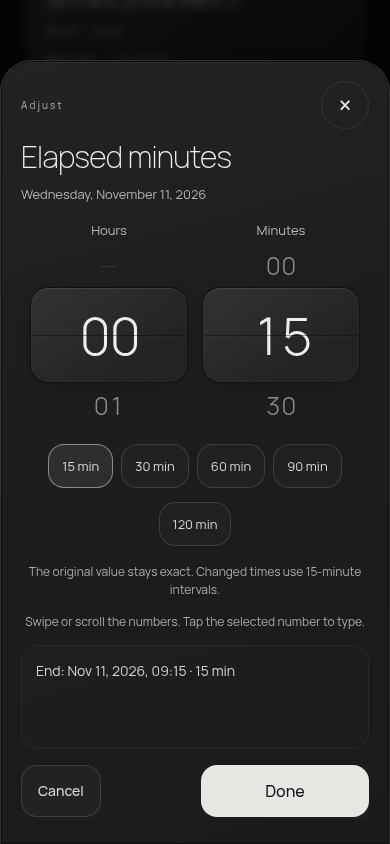 Adjust
×
Elapsed minutes
Wednesday, November 11, 2026
Hours Minutes
— 00
00 15
01 30
15 min 30 min 60 min 90 min
120 min
The original value stays exact. Changed times use 15-minute
intervals.
Swipe or scroll the numbers. Tap the selected number to type.
End: Nov 11, 2026, 09:15 · 15 min
Cancel Done